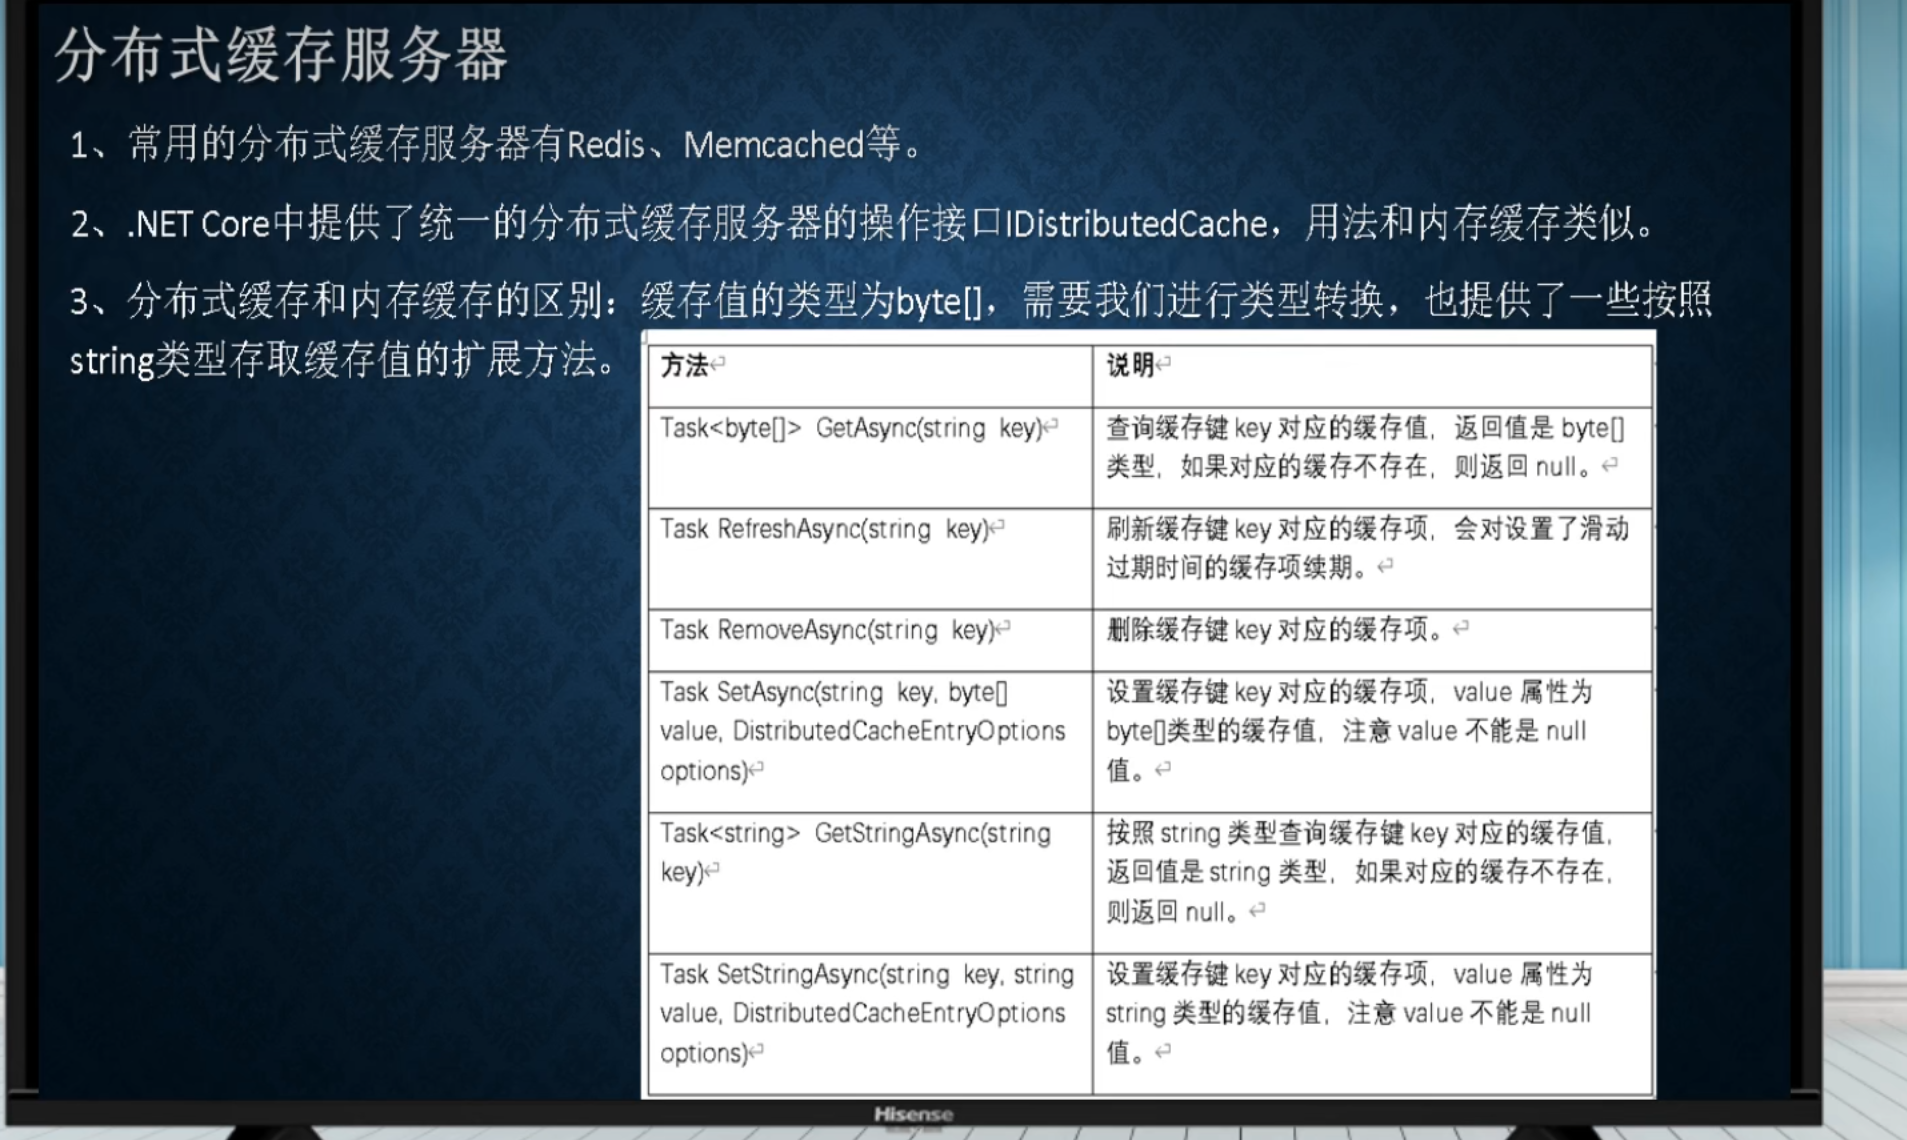 分布式缓存服务器
1、常用的分布式缓存服务器有Redis、Memcached等。
2、.NET Core中提供了统一的分布式缓存服务器的操作接口IDistributedCache，用法和内存缓存类似。
3、分布式缓存和内存缓存的区别：缓存值的类型为byte[]，需要我们进行类型转换，也提供了一些按照
string类型存取缓存值的扩展方法。
方法
说明
Task<byte[]> GetAsync(string key)
查询缓存键 key 对应的缓存值，返回值是 byte[]
类型，如果对应的缓存不存在，则返回 null。
Task RefreshAsync(string key)
刷新缓存键 key 对应的缓存项，会对设置了滑动
过期时间的缓存项续期。
Task RemoveAsync(string key)
删除缓存键 key 对应的缓存项。
Task SetAsync(string key, byte[]
value, DistributedCacheEntryOptions
options)
设置缓存键 key 对应的缓存项，value 属性为
byte[]类型的缓存值，注意 value 不能是 null
值。
Task<string> GetStringAsync(string
key)
按照 string 类型查询缓存键 key 对应的缓存值，
返回值是 string 类型，如果对应的缓存不存在，
则返回 null。
Task SetStringAsync(string key, string
value, DistributedCacheEntryOptions
options)
设置缓存键 key 对应的缓存项，value 属性为
string 类型的缓存值，注意 value 不能是 null
值。
Hisense